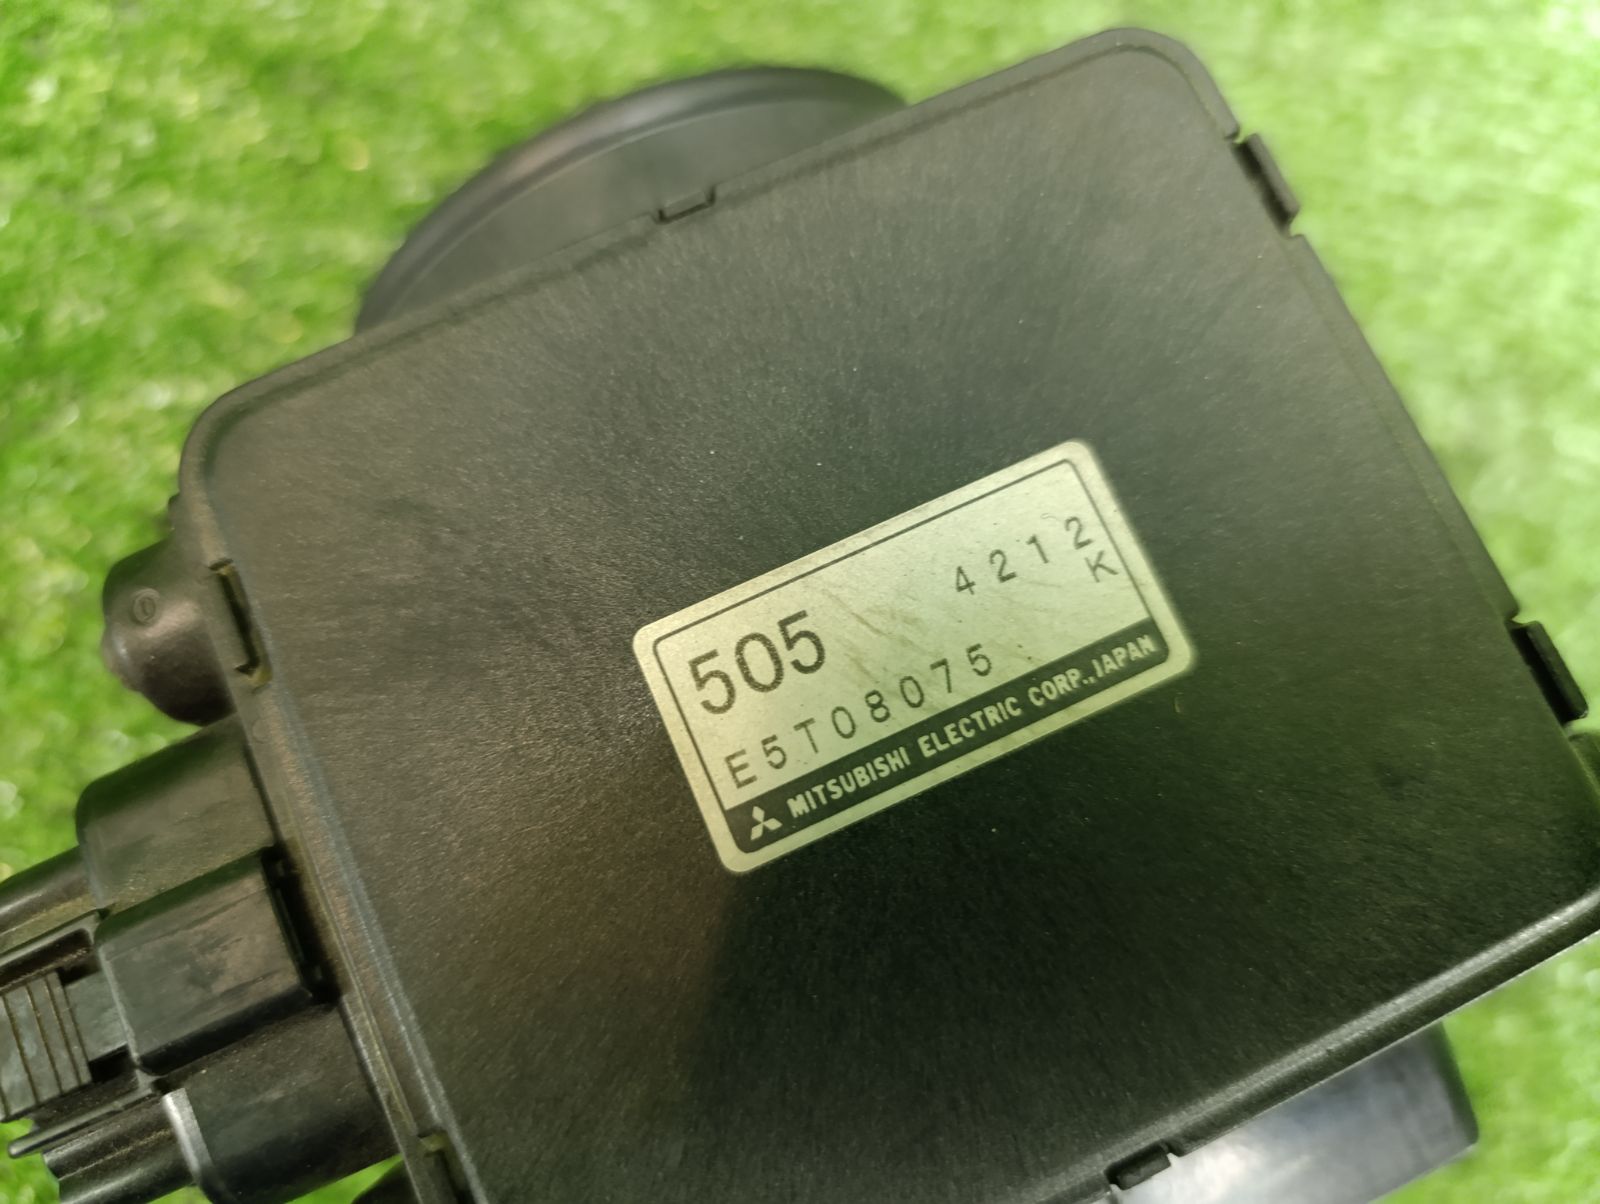 505 4212
K
E5T08075
MITSUBISHI ELECTRIC CORP., JAPAN